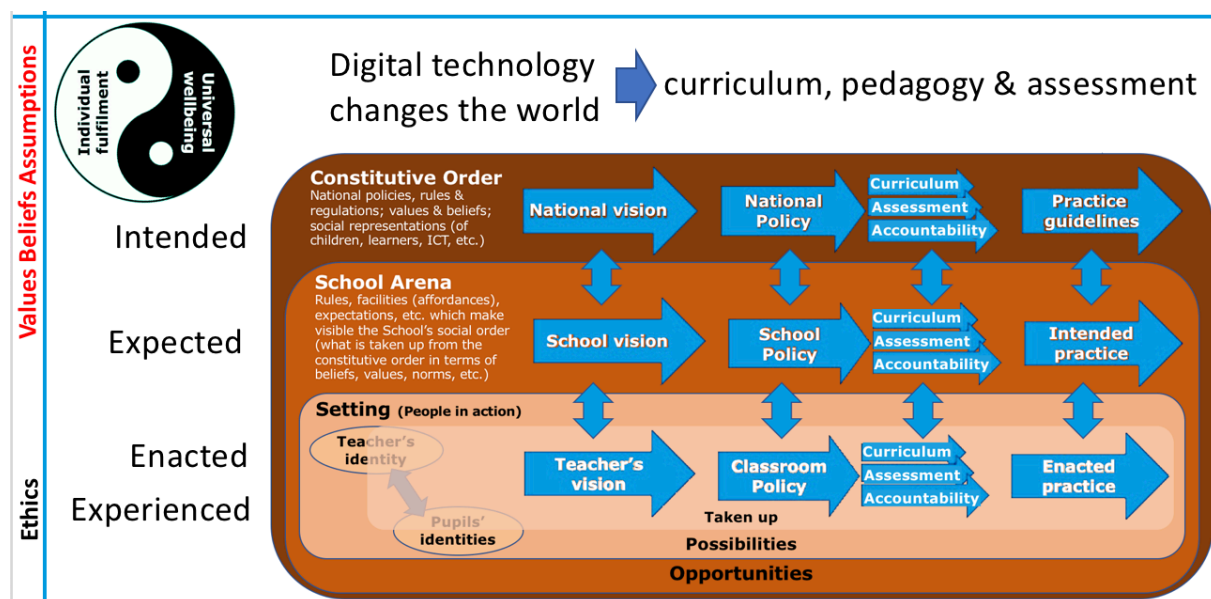 Values Beliefs Assumptions
Ethics
Individual
fulfilment
Universal
wellbeing
Digital technology
changes the world
curriculum, pedagogy & assessment
Intended
Expected
Enacted
Experienced
Constitutive Order
National policies, rules &
regulations; values & beliefs;
social representations (of
children, learners, ICT, etc.)
National vision
National
Policy
Curriculum
Assessment
Accountability
Practice
guidelines
School Arena
Rules, facilities (affordances),
expectations, etc. which make
visible the School's social order
(what is taken up from the
constitutive order in terms of
beliefs, values, norms, etc.)
School vision
School
Policy
Curriculum
Assessment
Accountability
Intended
practice
Setting (People in action)
Teacher's
identity
Pupils'
identities
Teacher's
vision
Classroom
Policy
Curriculum
Assessment
Accountability
Enacted
practice
Taken up
Possibilities
Opportunities